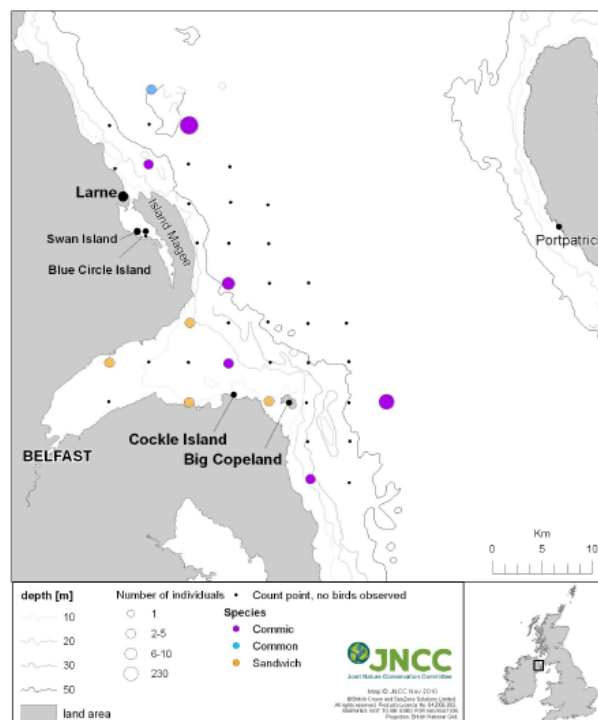 Larne
Island Magee
Swan Island
Blue Circle Island
Portpatrick
Cockle Island
Big Copeland
BELFAST
Km
0 5 10
depth [m]
10
20
30
50
land area
Number of individuals
1
2-5
6-10
230
Count point, no birds observed
Species
Commic
Common
Sandwich
JNCC
Joint Nature Conservation Committee
Map © JNCC Nov 2010